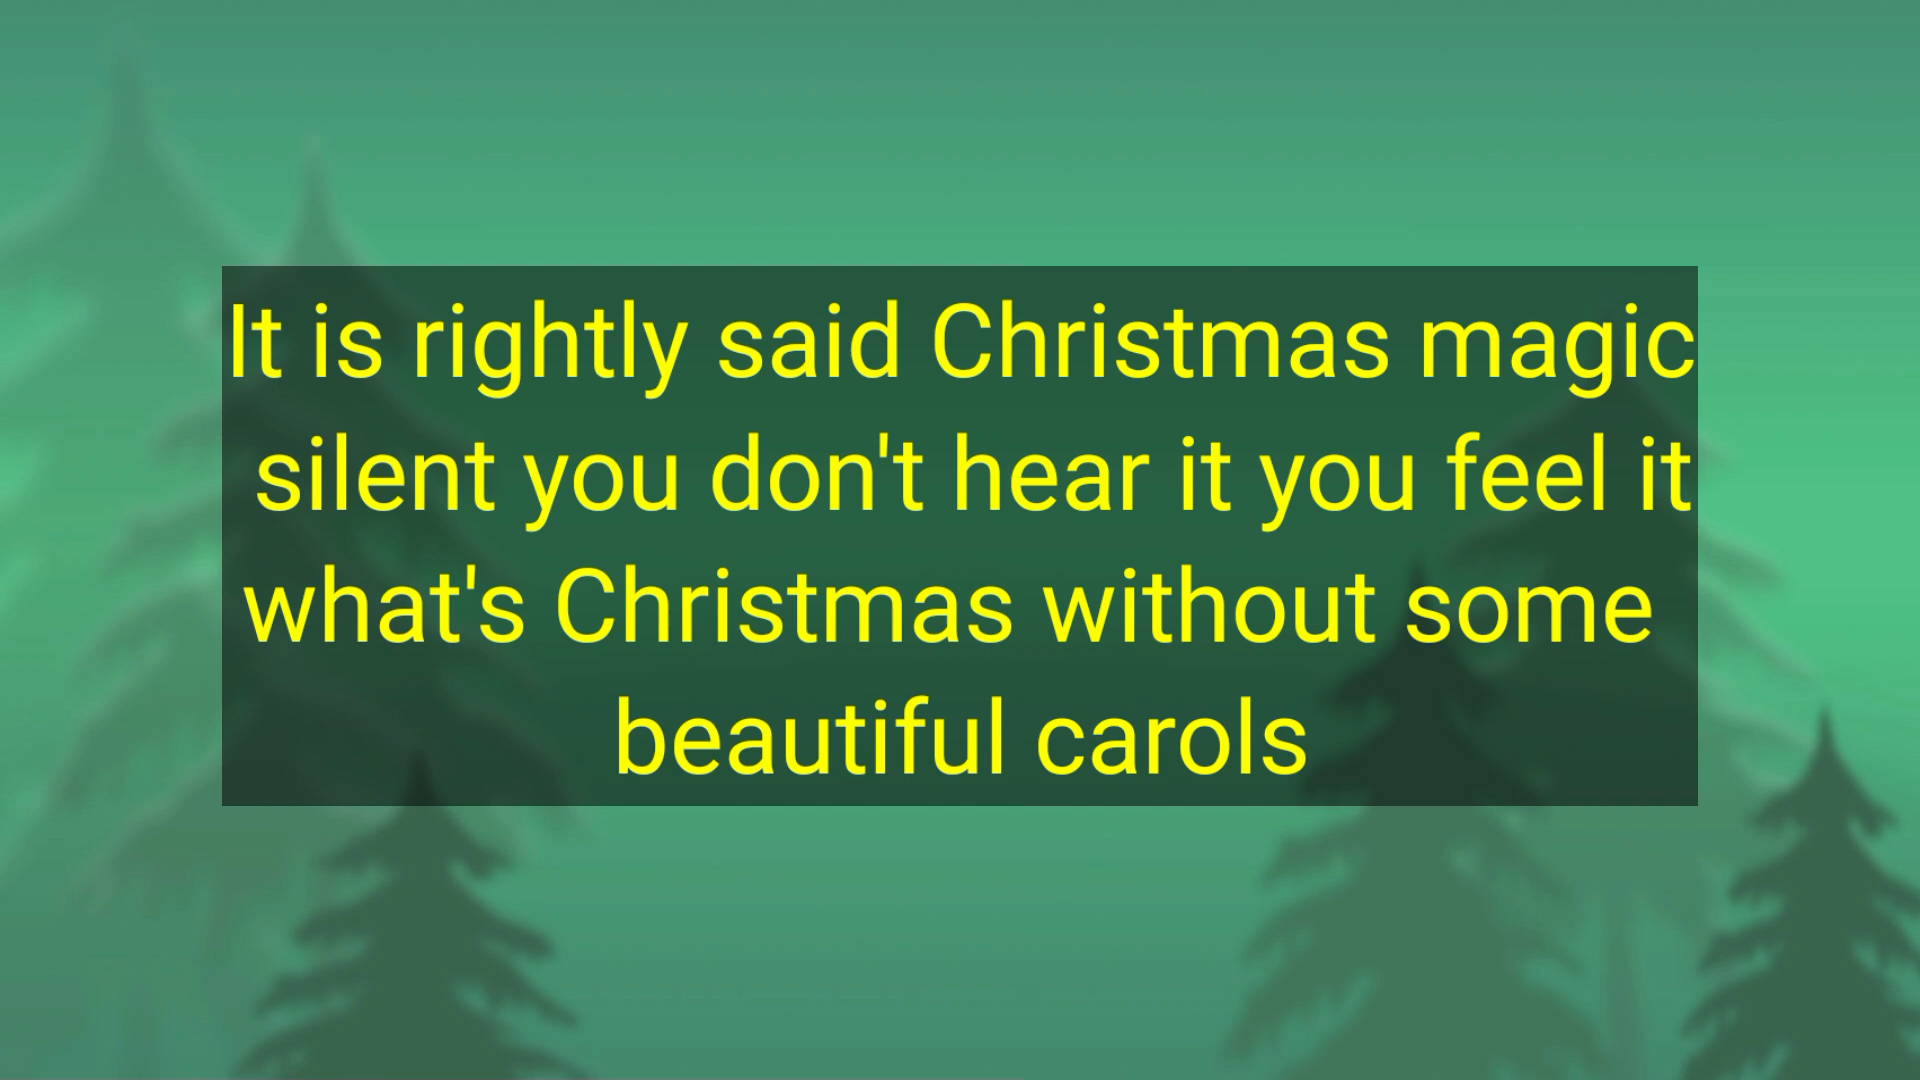 It is rightly said Christmas magic
silent you don't hear it you feel it
what's Christmas without some
beautiful carols